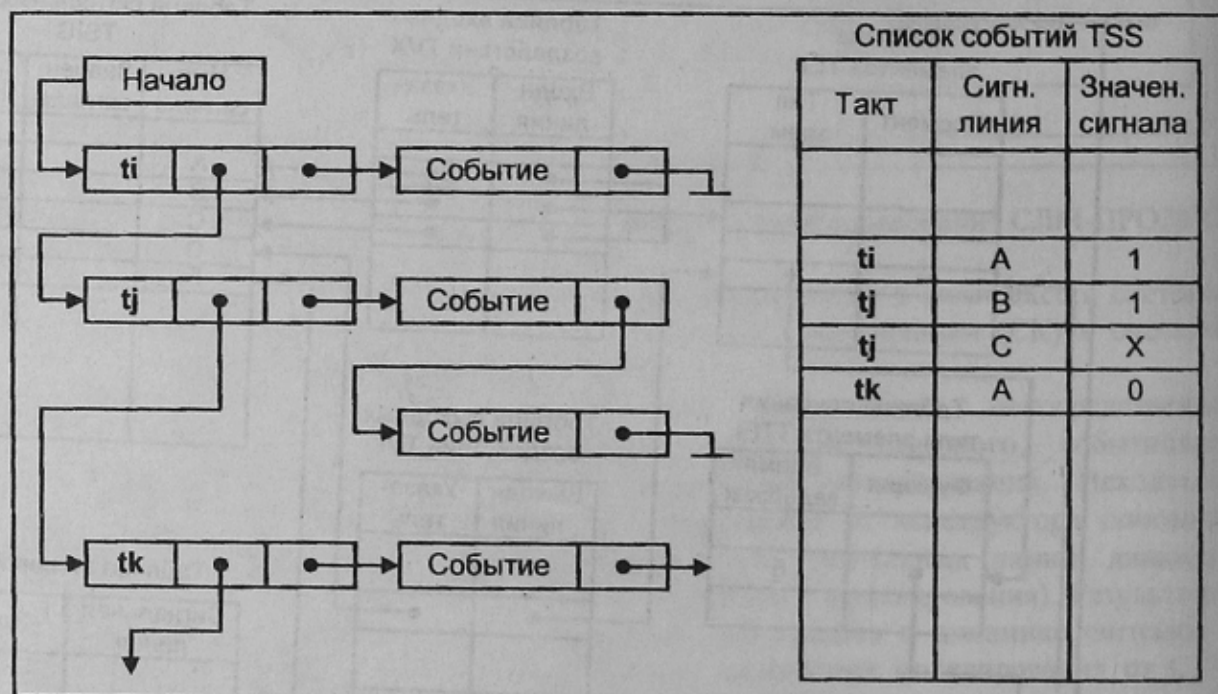 Список событий TSS
Начало
Такт
Сигн. линия
Значен. сигнала
ti
Событие
ti A 1
tj
Событие
tj B 1
tj C X
tk A 0
Событие
tk
Событие